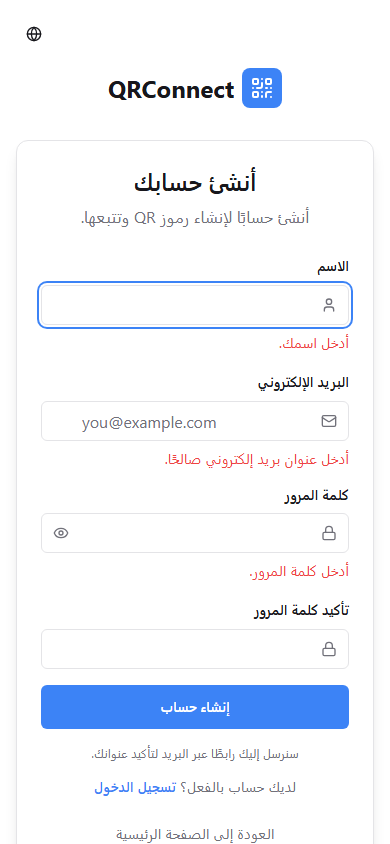 QRConnect
أنشئ حسابك
أنشئ حسابًا لإنشاء رموز QR وتتبعها.
الاسم
أدخل اسمك.
البريد الإلكتروني
you@example.com
أدخل عنوان بريد إلكتروني صالحًا.
كلمة المرور
أدخل كلمة المرور.
تأكيد كلمة المرور
إنشاء حساب
سنرسل إليك رابطًا عبر البريد لتأكيد عنوانك.
لديك حساب بالفعل؟ تسجيل الدخول
العودة إلى الصفحة الرئيسية